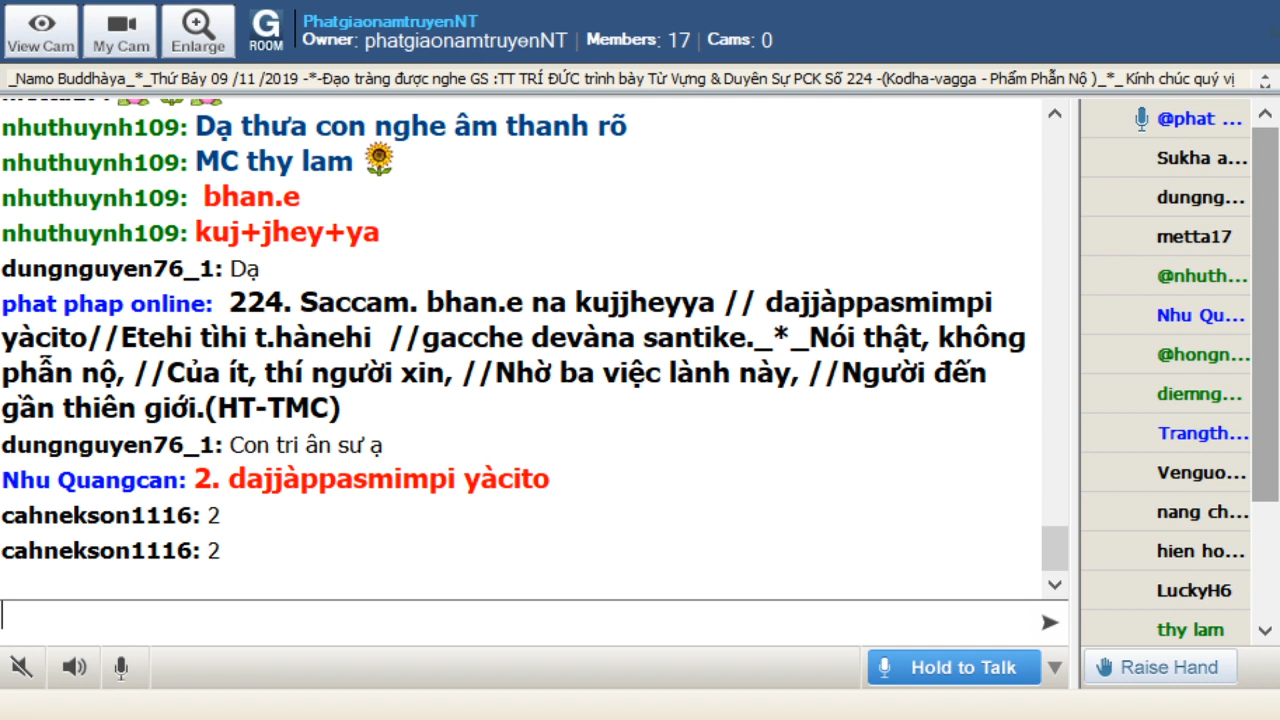 View Cam
My Cam
Enlarge
G
ROOM
PhatgiaonamtruyenNT
Owner: phatgiaonamtruyenNT | Members: 17 | Cams: 0
_Namo Buddhàya_*_Thứ Bảy 09 /11 /2019 -*-Đạo tràng được nghe GS :TT TRÍ ĐỨC trình bày Từ Vựng & Duyên Sự PCK Số 224 -(Kodha-vagga - Phẩm Phẫn Nộ )_*_ Kính chúc quý vị
nhuthuynh109: Dạ thưa con nghe âm thanh rõ
nhuthuynh109: MC thy lam
nhuthuynh109: bhan.e
nhuthuynh109: kuj+jhey+ya
dungnguyen76_1: Dạ
phat phap online: 224. Saccam. bhan.e na kujjheyya // dajjàppasmimpi
yàcito//Etehi tìhi t.hànehi //gacche devàna santike._*_Nói thật, không
phẫn nộ, //Của ít, thí người xin, //Nhờ ba việc lành này, //Người đến
gần thiên giới.(HT-TMC)
dungnguyen76_1: Con tri ân sư ạ
Nhu Quangcan: 2. dajjàppasmimpi yàcito
cahnekson1116: 2
cahnekson1116: 2
@phat ...
Sukha a...
dungng...
metta17
@nhuth...
Nhu Qu...
@hongn...
diemng...
Trangth...
Venguo...
nang ch...
hien ho...
LuckyH6
thy lam
Hold to Talk
Raise Hand